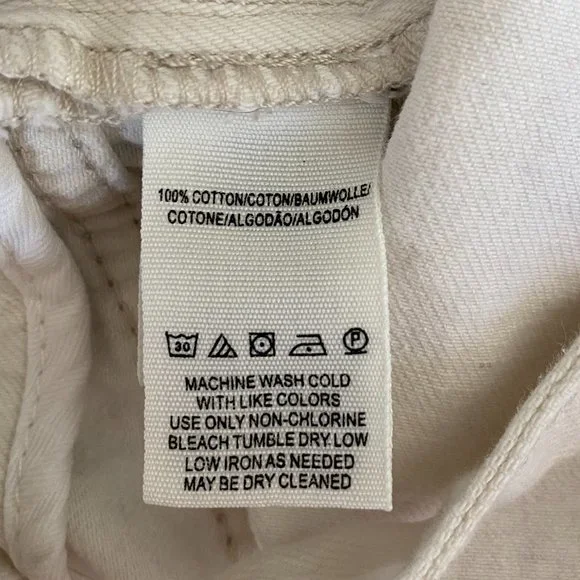 100% COTTON/COTON/BAUMWOLLE/
COTONE/ALGODÃO/ALGODÓN
30 P
MACHINE WASH COLD
WITH LIKE COLORS
USE ONLY NON-CHLORINE
BLEACH TUMBLE DRY LOW
LOW IRON AS NEEDED
MAY BE DRY CLEANED